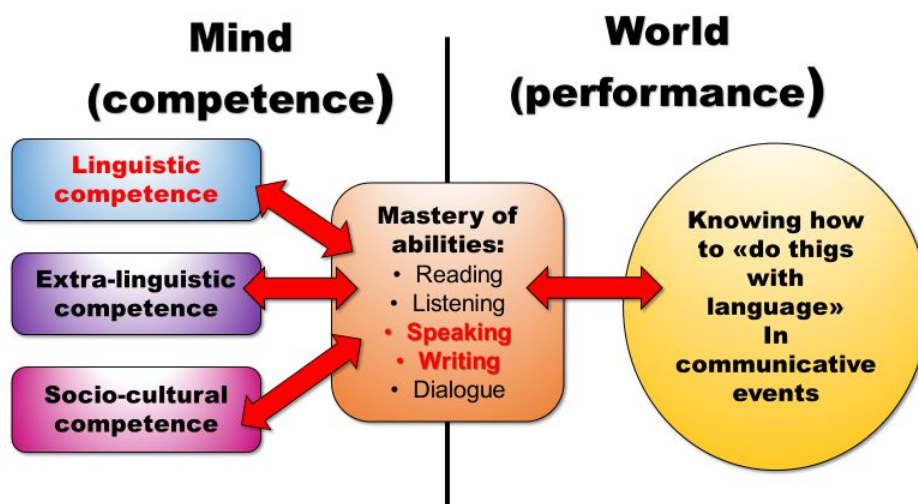 Mind
(competence)
World
(performance)
Linguistic
competence
Extra-linguistic
competence
Socio-cultural
competence
Mastery of
abilities:
• Reading
• Listening
• Speaking
• Writing
• Dialogue
Knowing how
to «do thigs
with
language»
In
communicative
events